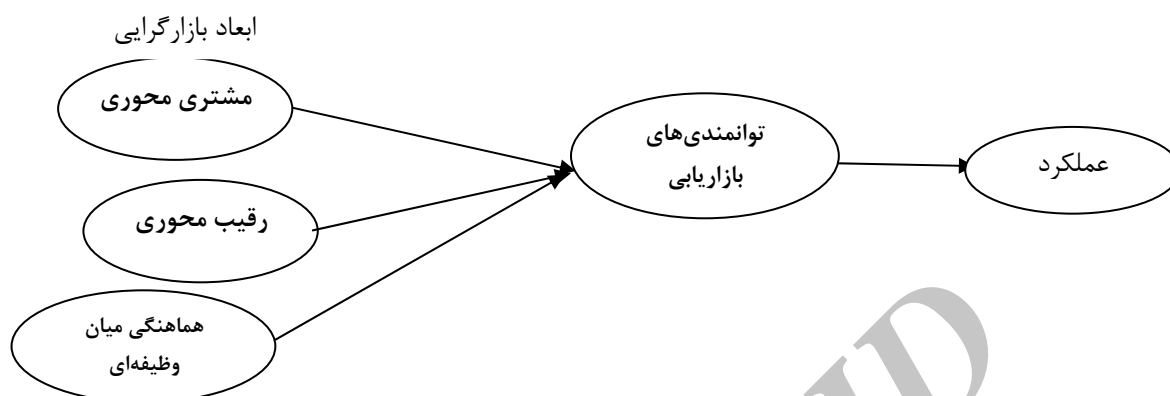 ابعاد بازارگرایی
مشتری محوری
توانمندی‌های
بازاریابی
عملکرد
رقیب محوری
هماهنگی میان
وظیفه‌ای